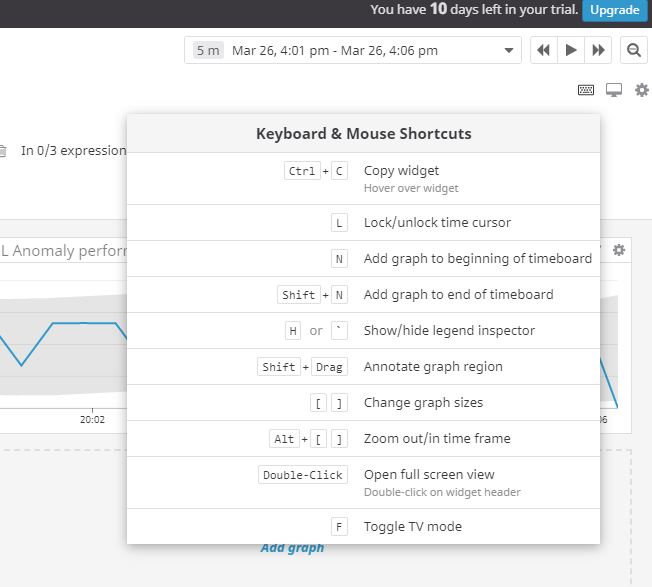 You have 10 days left in your trial. Upgrade
5 m Mar 26, 4:01 pm - Mar 26, 4:06 pm
Keyboard & Mouse Shortcuts
In 0/3 expression
Ctrl + C Copy widget
Hover over widget
L Lock/unlock time cursor
L Anomaly perfor
N Add graph to beginning of timeboard
Shift + N Add graph to end of timeboard
H or ` Show/hide legend inspector
Shift + Drag Annotate graph region
[ ] Change graph sizes
20:02
06
Alt + [ ] Zoom out/in time frame
Double-Click Open full screen view
Double-click on widget header
F Toggle TV mode
Add graph